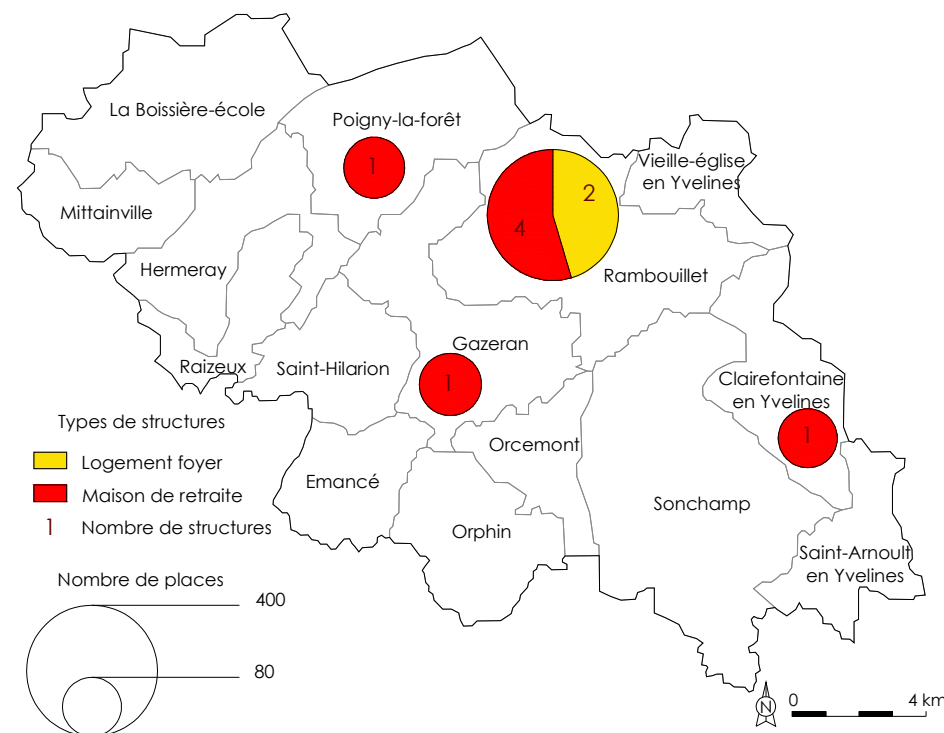 La Boissière-école
Poigny-la-forêt
1
Vieille-église
en Yvelines
2
4
Mittainville
Hermeray
Rambouillet
Gazeran
Raizeux
Saint-Hilarion
1
Clairefontaine
en Yvelines
1
Orcemont
Emancé
Sonchamp
Orphin
Saint-Arnoult
en Yvelines
Types de structures
Logement foyer
Maison de retraite
1 Nombre de structures
Nombre de places
400
80
N
0 4 km